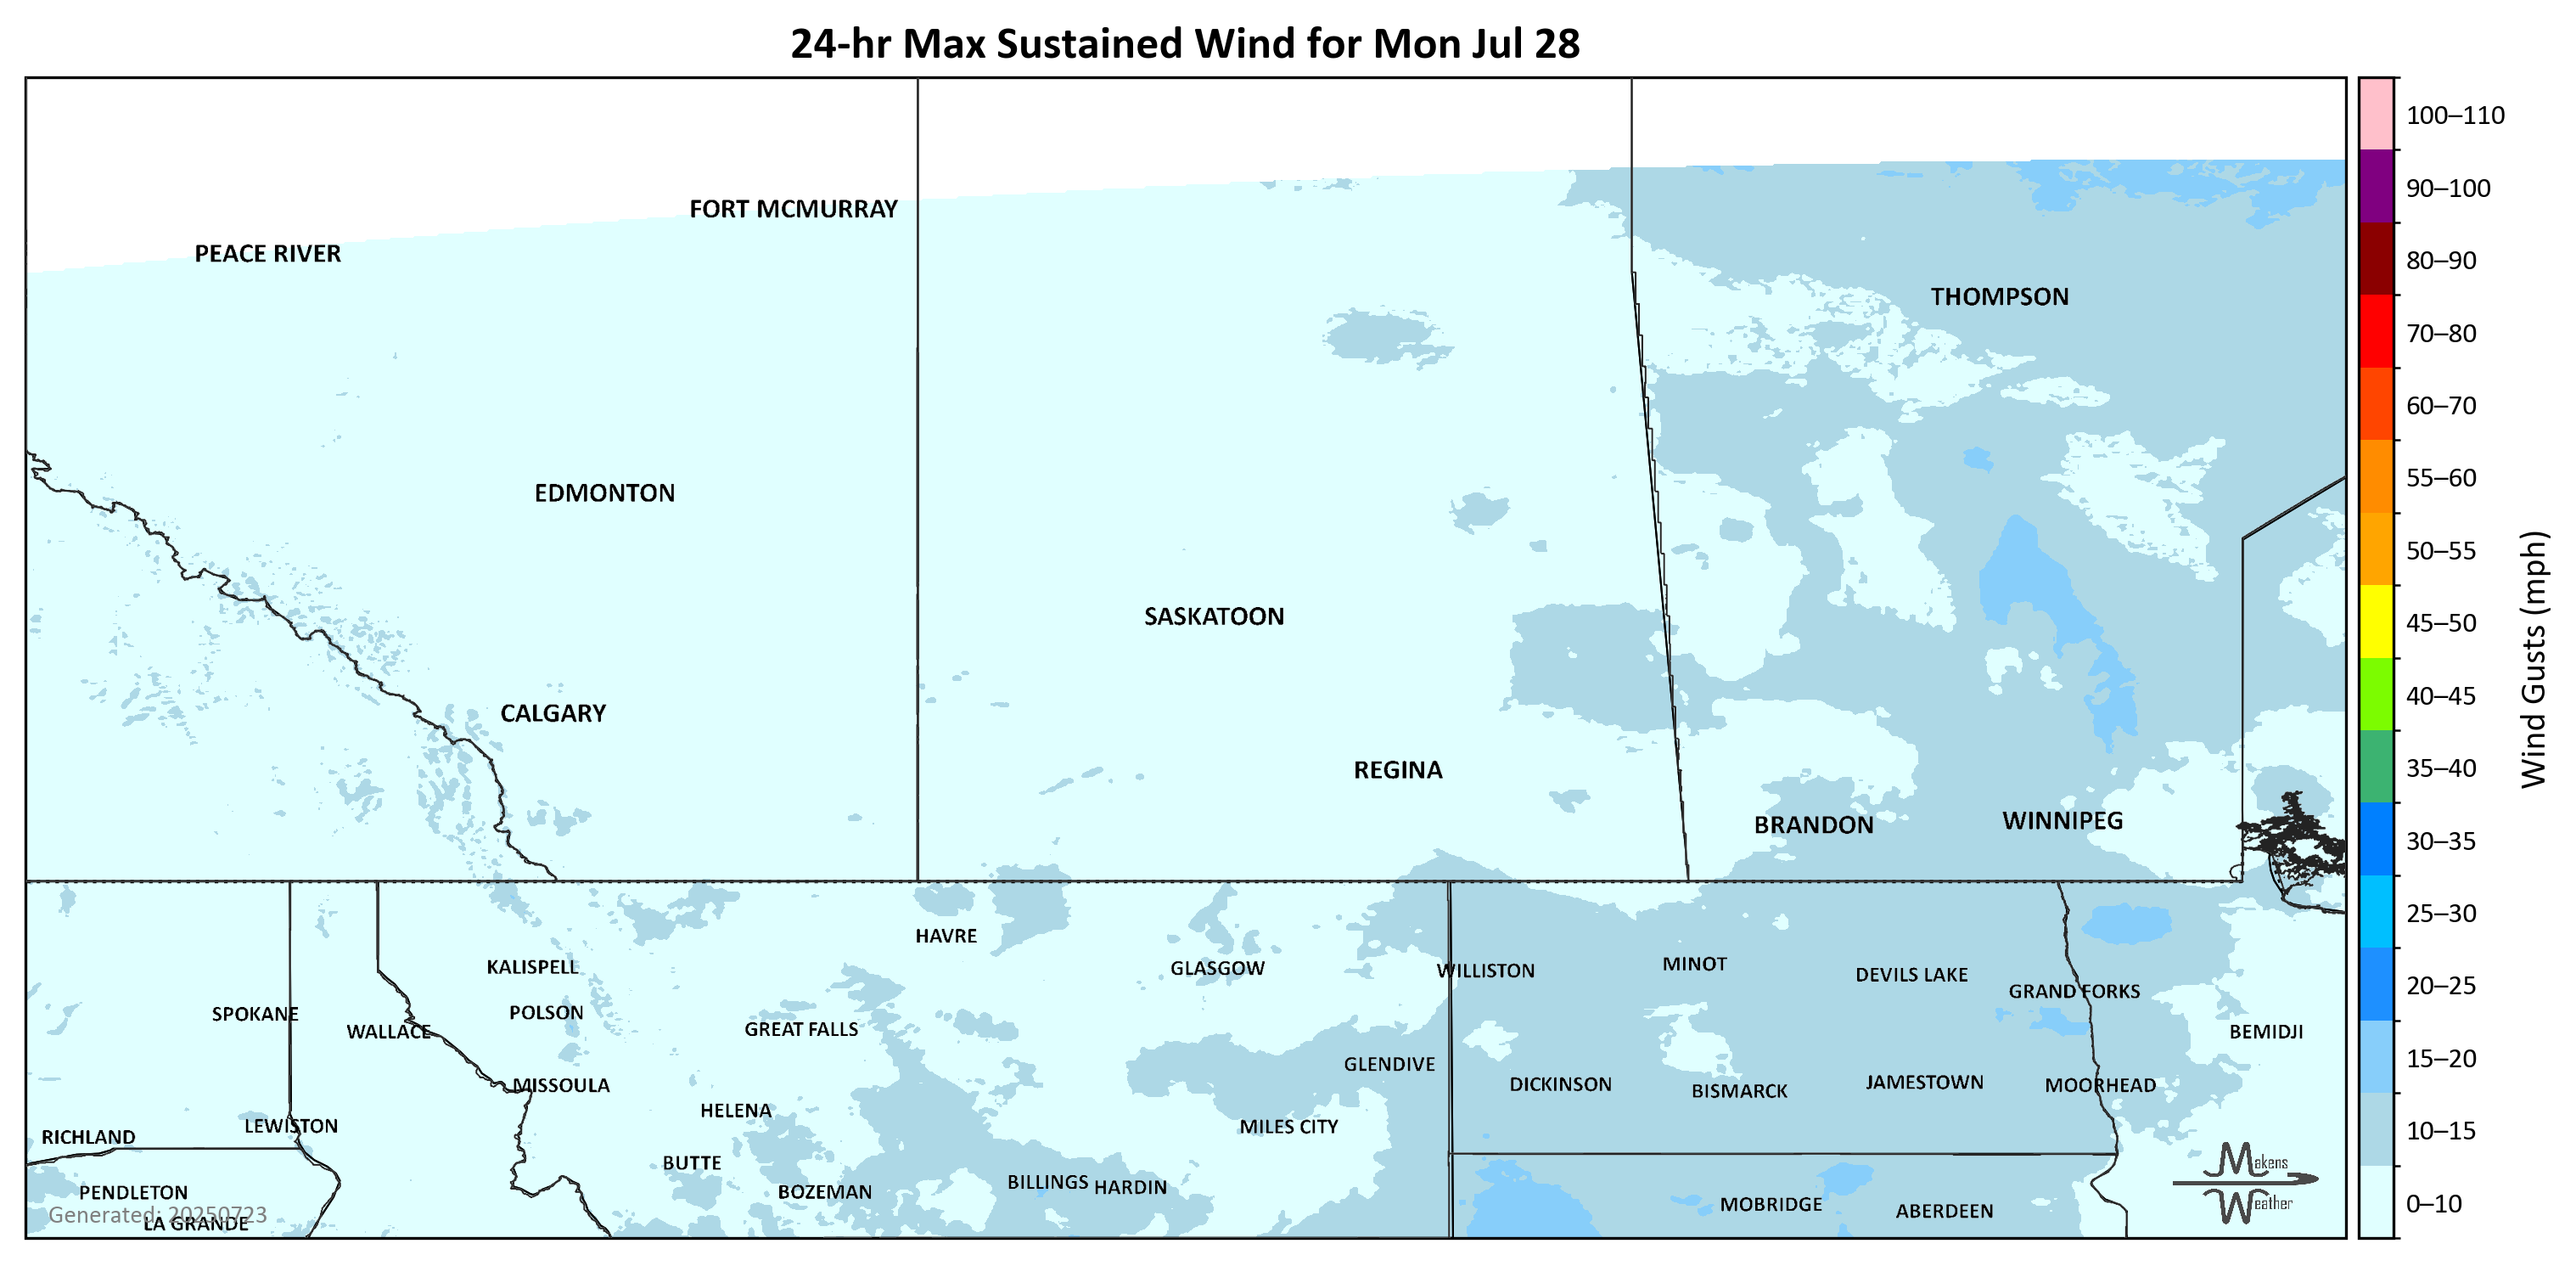 24-hr Max Sustained Wind for Mon Jul 28
100–110
90–100
80–90
70–80
60–70
55–60
50–55
45–50
40–45
35–40
30–35
25–30
20–25
15–20
10–15
0–10
Wind Gusts (mph)
FORT MCMURRAY
PEACE RIVER
THOMPSON
EDMONTON
SASKATOON
CALGARY
REGINA
BRANDON
WINNIPEG
HAVRE
KALISPELL
GLASGOW
WILLISTON
MINOT
DEVILS LAKE
GRAND FORKS
SPOKANE
POLSON
WALLACE
GREAT FALLS
BEMIDJI
GLENDIVE
MISSOULA
DICKINSON
BISMARCK
JAMESTOWN
MOORHEAD
HELENA
LEWISTON
MILES CITY
RICHLAND
BUTTE
PENDLETON
BOZEMAN
BILLINGS
HARDIN
MOBRIDGE
ABERDEEN
LA GRANDE
Generated: 20250723
Makens
Weather